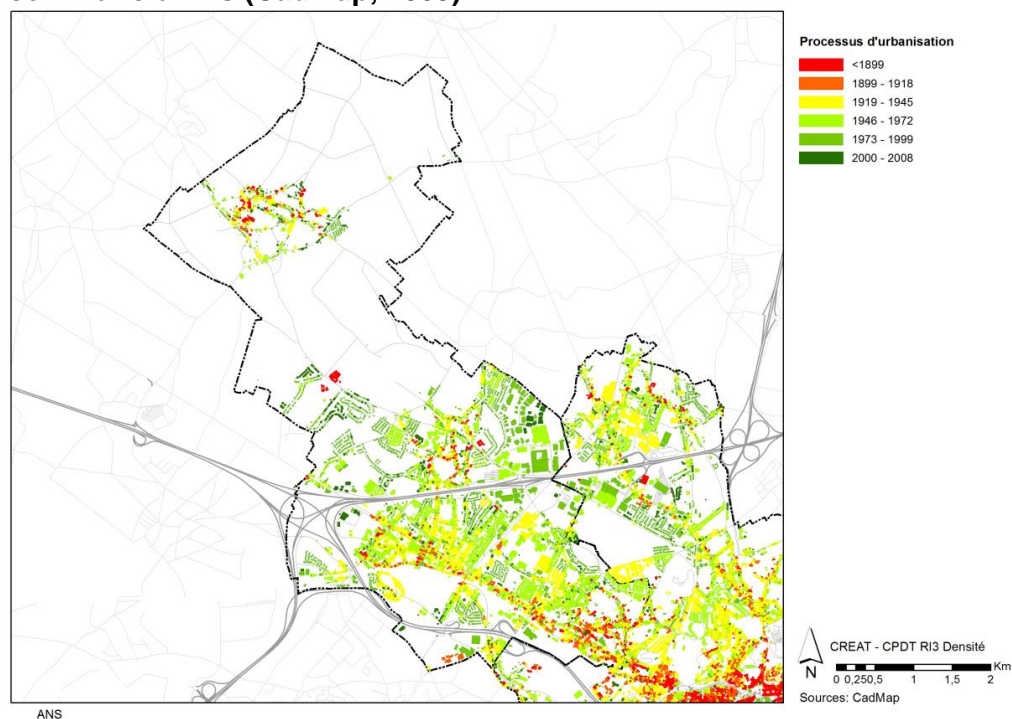 Processus d'urbanisation
<1899
1899 - 1918
1919 - 1945
1946 - 1972
1973 - 1999
2000 - 2008
CREAT - CPDT RI3 Densité
N
Km
0 0,250,5 1 1,5 2
Sources: CadMap
ANS